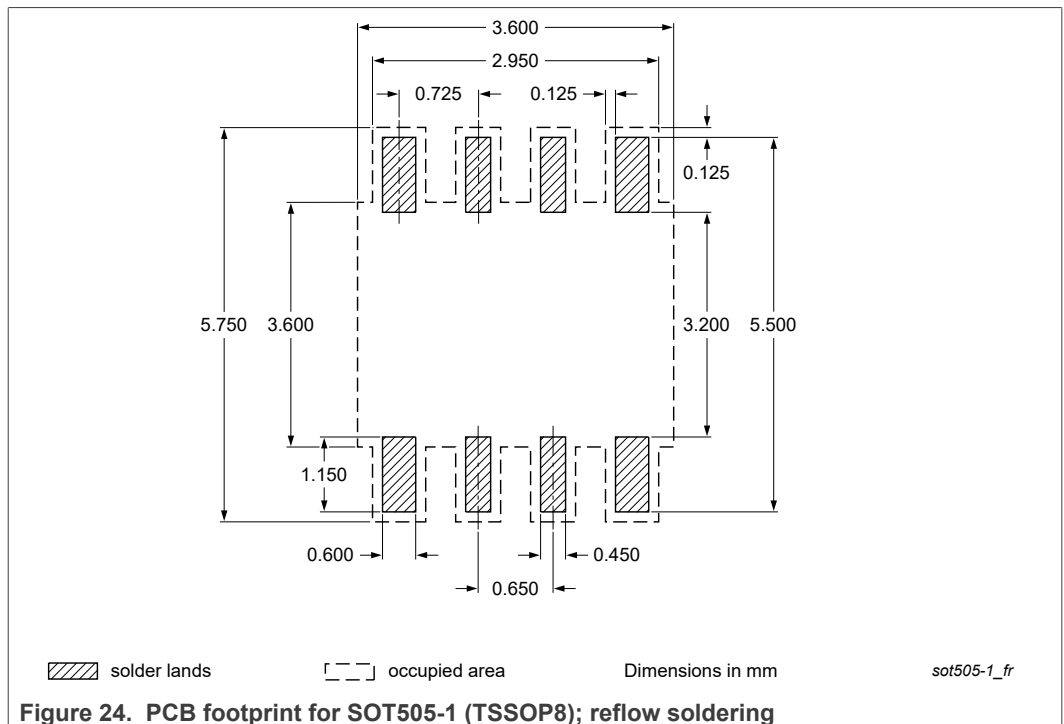 3.600
2.950
0.725 0.125
0.125
5.750 3.600 3.200 5.500
1.150
0.600 0.450
0.650
solder lands occupied area Dimensions in mm sot505-1_fr
Figure 24. PCB footprint for SOT505-1 (TSSOP8); reflow soldering